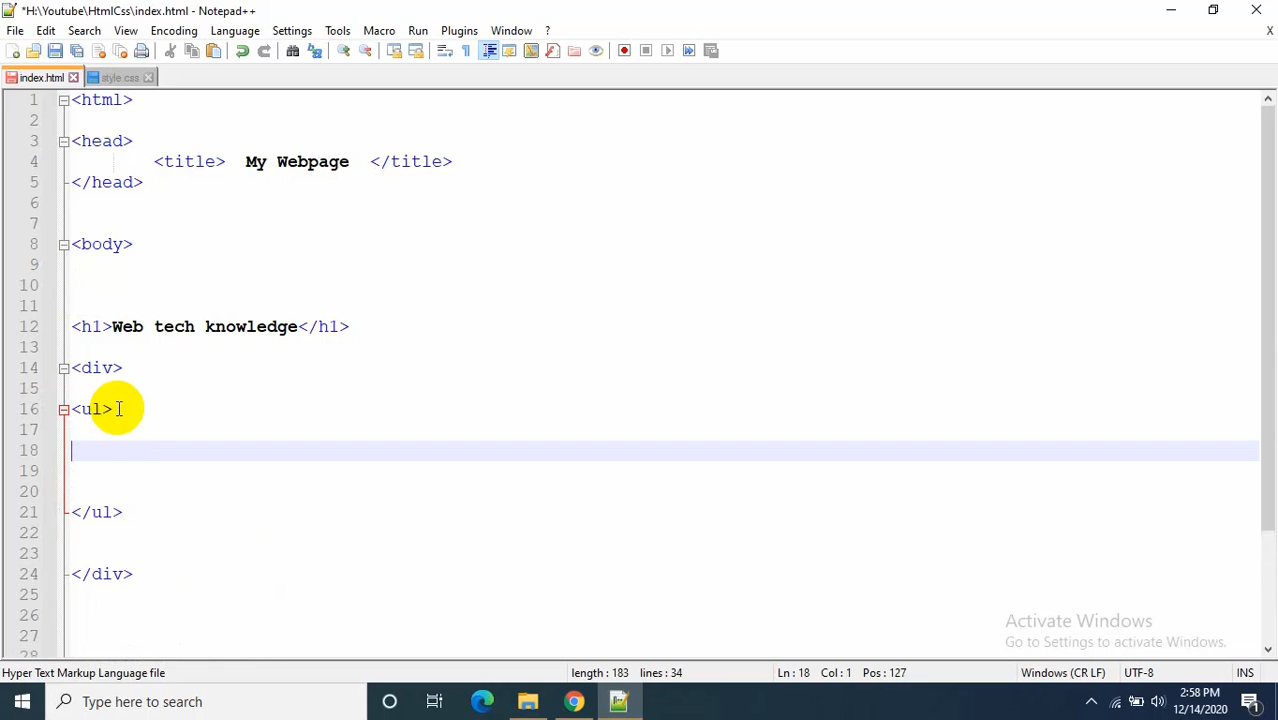 *H:\Youtube\HtmlCss\index.html - Notepad++
File Edit Search View Encoding Language Settings Tools Macro Run Plugins Window ? X
index.html style.css
1 <html>
2
3 <head>
4 <title> My Webpage </title>
5 </head>
6
7
8 <body>
9
10
11
12 <h1>Web tech knowledge</h1>
13
14 <div>
15
16 <ul>
17
18
19
20
21 </ul>
22
23
24 </div>
25
26
27
28
Activate Windows
Go to Settings to activate Windows.
Hyper Text Markup Language file length : 183 lines : 34 Ln : 18 Col : 1 Pos : 127 Windows (CR LF) UTF-8 INS
Type here to search
2:58 PM
12/14/2020
1